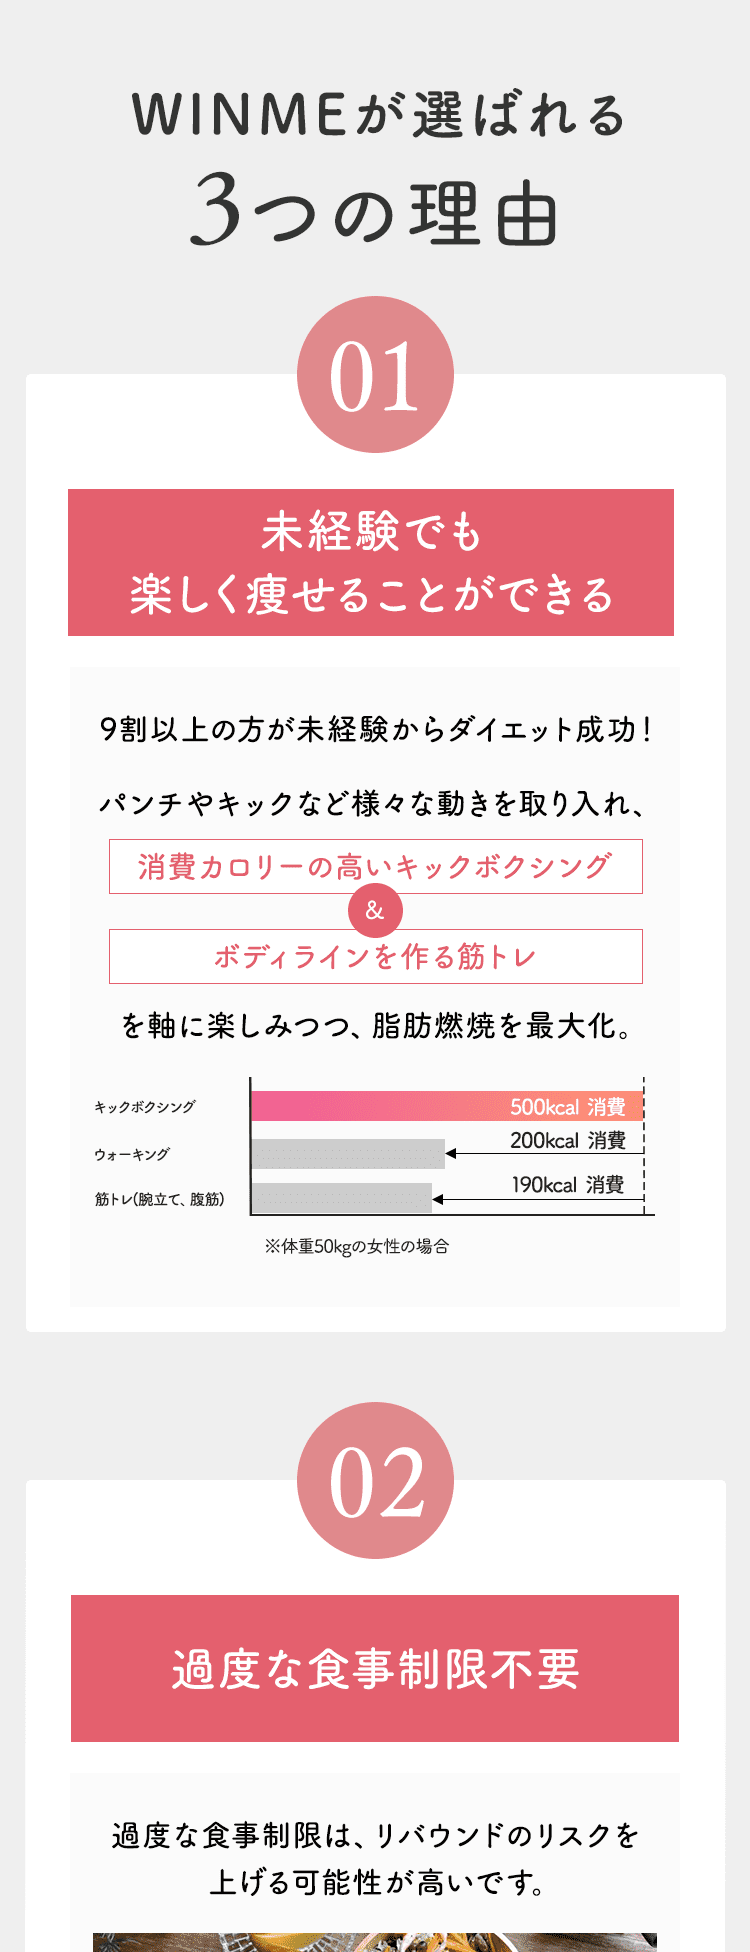 WINMEが選ばれる
3つの理由
01
未経験でも
楽しく痩せることができる
9割以上の方が未経験からダイエット成功！
パンチやキックなど様々な動きを取り入れ、
消費カロリーの高いキックボクシング
&
ボディラインを作る筋トレ
を軸に楽しみつつ、脂肪燃焼を最大化。
キックボクシング 500kcal 消費
ウォーキング 200kcal 消費
筋トレ(腕立て、腹筋) 190kcal 消費
※体重50kgの女性の場合
02
過度な食事制限不要
過度な食事制限は、リバウンドのリスクを
上げる可能性が高いです。